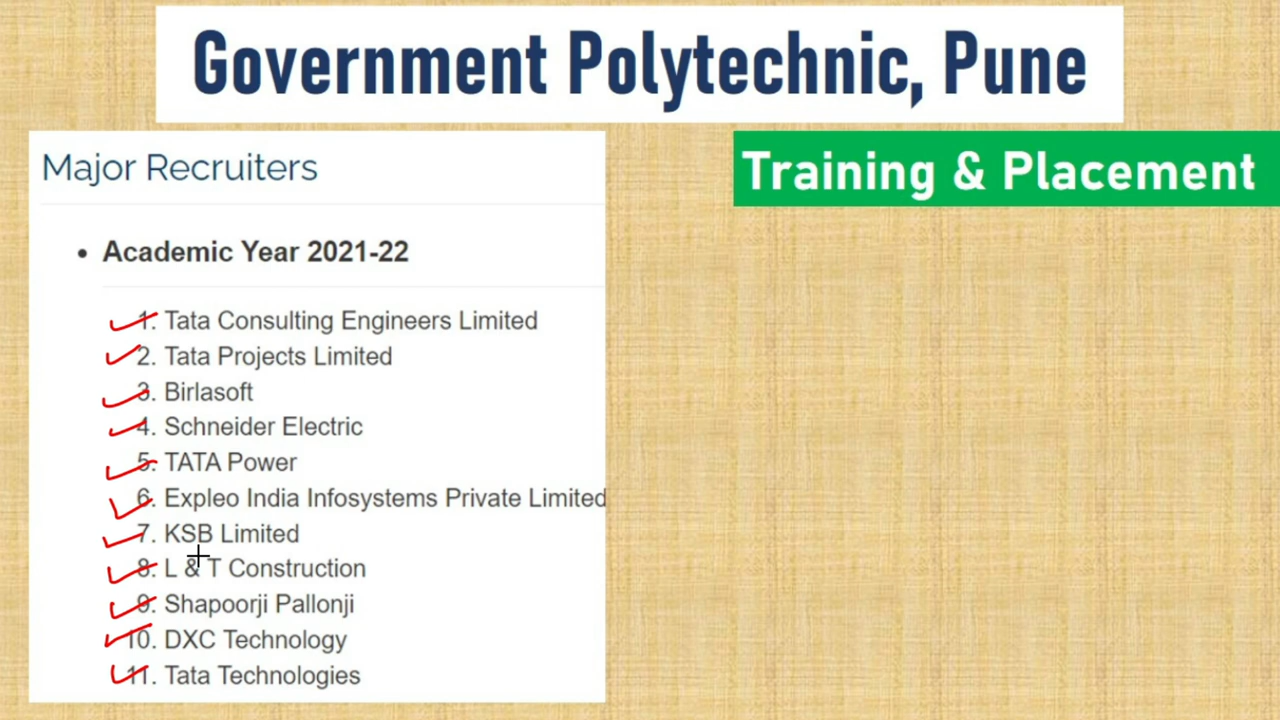 Government Polytechnic, Pune
Major Recruiters
Training & Placement
• Academic Year 2021-22
1. Tata Consulting Engineers Limited
2. Tata Projects Limited
3. Birlasoft
4. Schneider Electric
5. TATA Power
6. Expleo India Infosystems Private Limited
7. KSB Limited
8. L & T Construction
9. Shapoorji Pallonji
10. DXC Technology
11. Tata Technologies